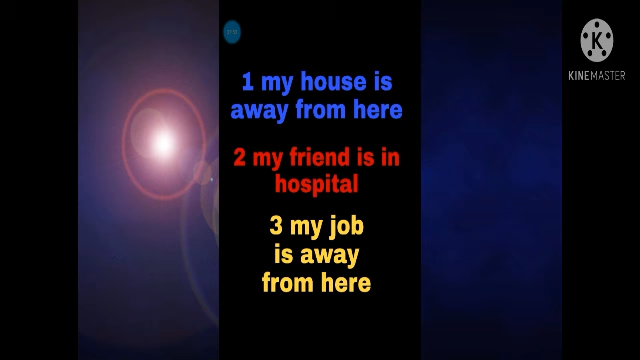 1 my house is
away from here
2 my friend is in
hospital
3 my job
is away
from here
KINEMASTER